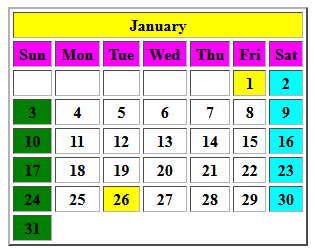 January
Sun Mon Tue Wed Thu Fri Sat
1 2
3 4 5 6 7 8 9
10 11 12 13 14 15 16
17 18 19 20 21 22 23
24 25 26 27 28 29 30
31